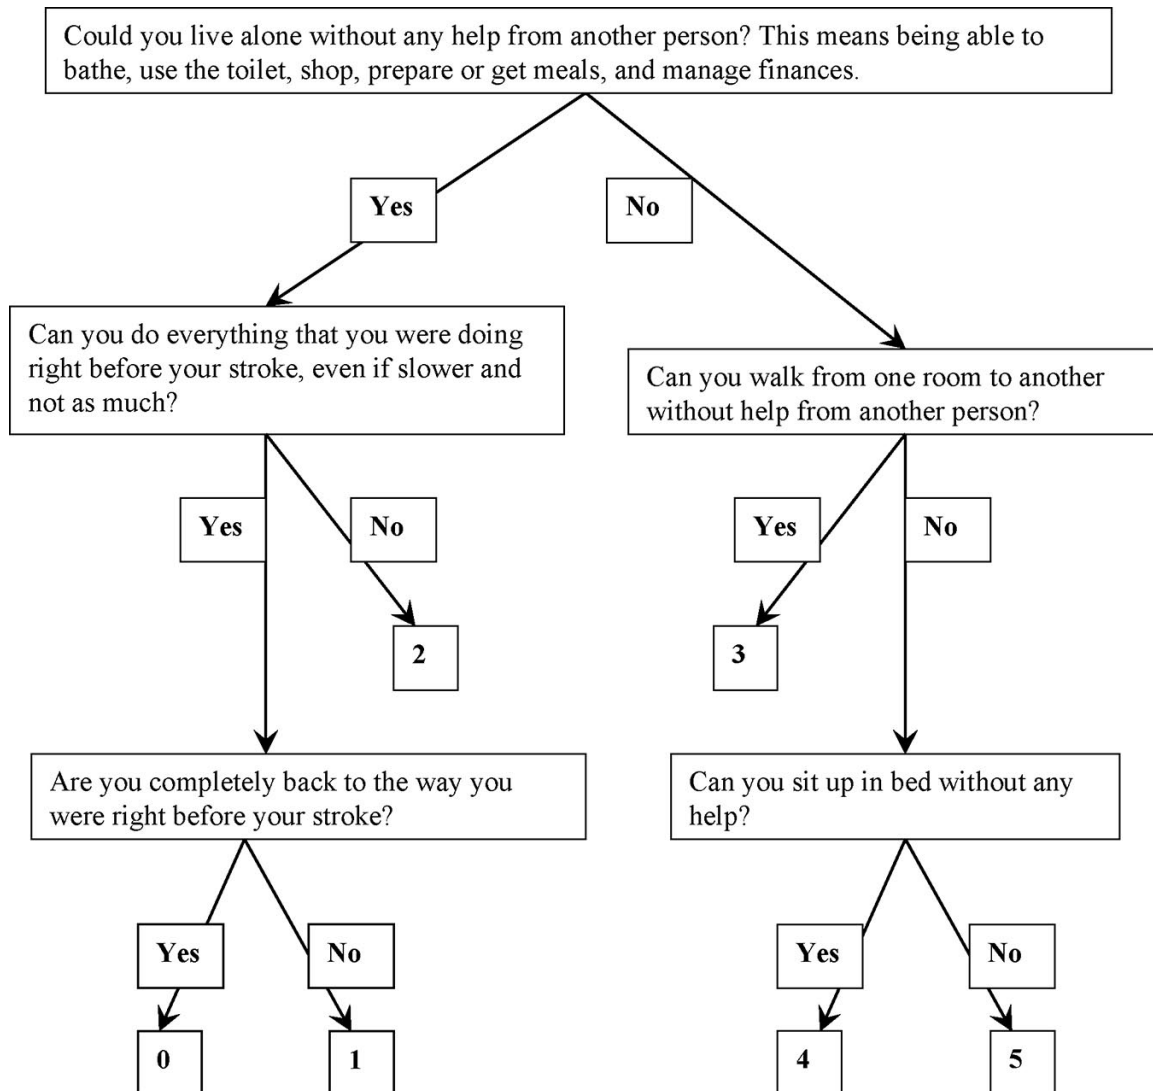 Could you live alone without any help from another person? This means being able to
bathe, use the toilet, shop, prepare or get meals, and manage finances.
Yes
No
Can you do everything that you were doing
right before your stroke, even if slower and
not as much?
Can you walk from one room to another
without help from another person?
Yes
No
Yes
No
2
3
Are you completely back to the way you
were right before your stroke?
Can you sit up in bed without any
help?
Yes
No
Yes
No
0
1
4
5